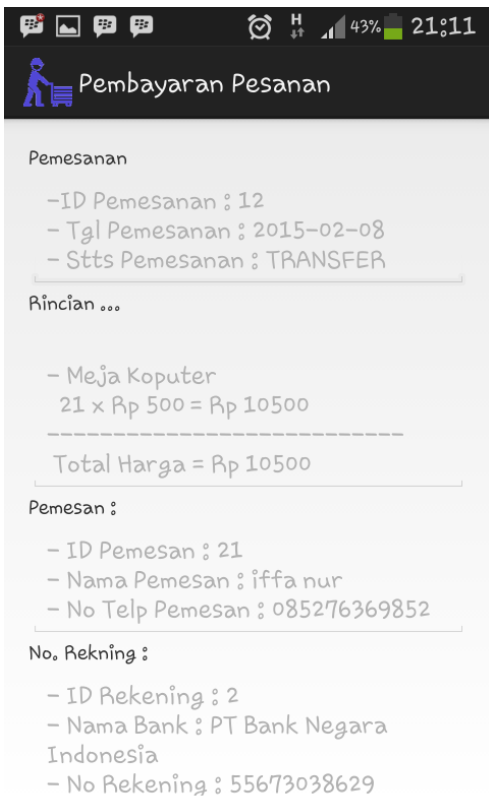 H 43% 21:11
Pembayaran Pesanan
Pemesanan
-ID Pemesanan : 12
- Tgl Pemesanan : 2015-02-08
- Stts Pemesanan : TRANSFER
Rincian ...
- Meja Koputer
21 x Rp 500 = Rp 10500
---------------------------
Total Harga = Rp 10500
Pemesan :
- ID Pemesan : 21
- Nama Pemesan : iffa nur
- No Telp Pemesan : 085276369852
No. Rekning :
- ID Rekening : 2
- Nama Bank : PT Bank Negara
Indonesia
- No Rekening : 55673038629